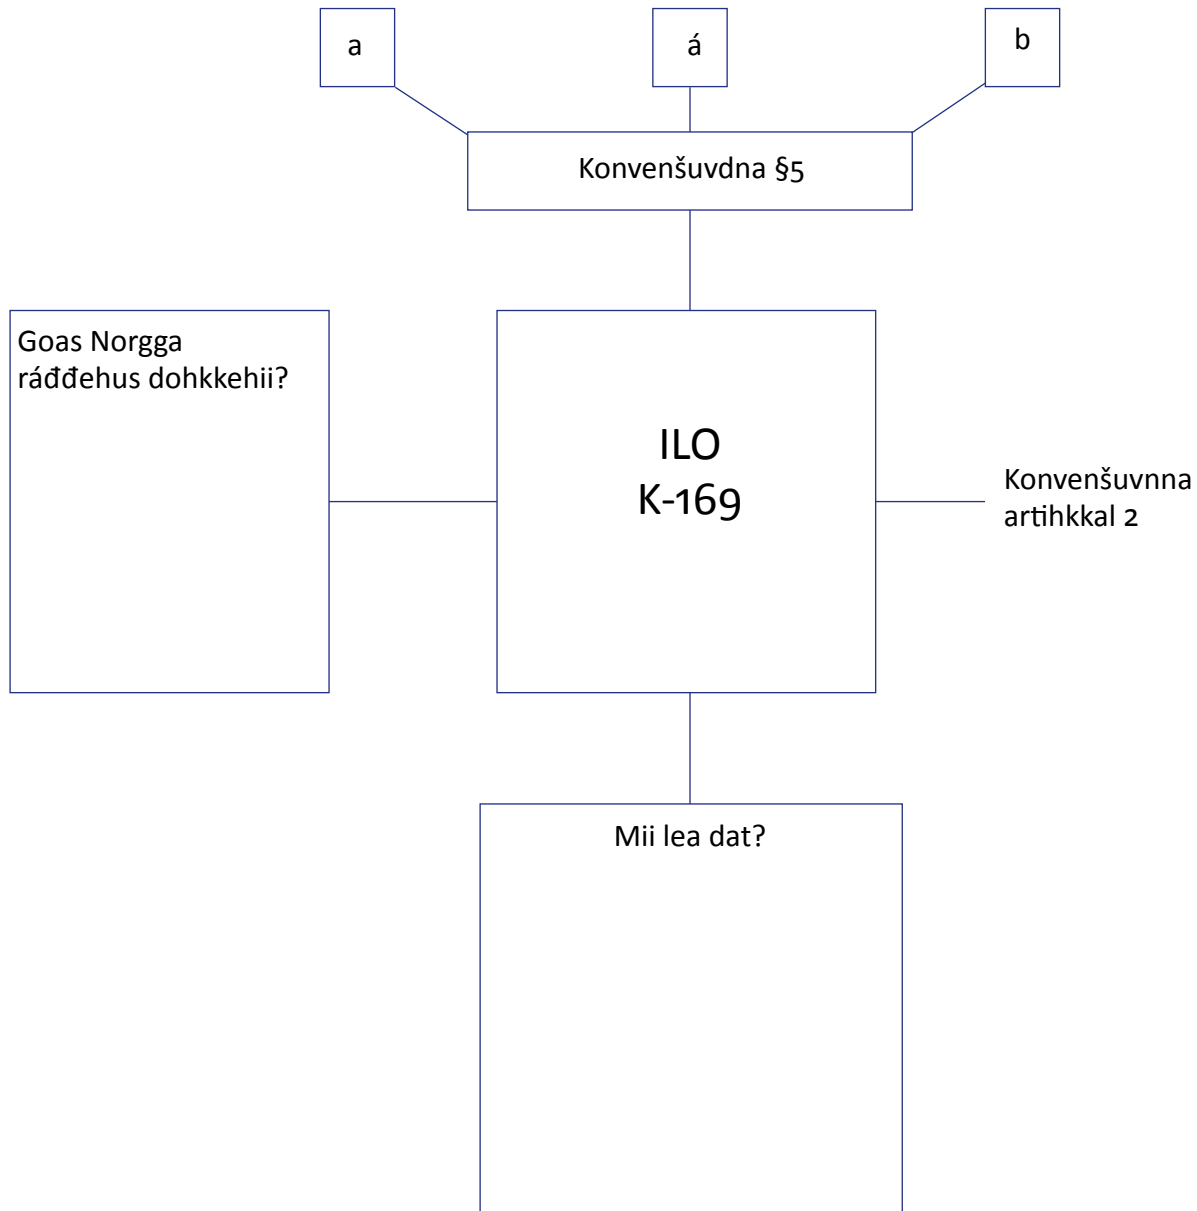 a
á
b
Konvenšuvdna §5
Goas Norgga
ráđđehus dohkkehii?
ILO
K-169
Konvenšuvnna
artihkkal 2
Mii lea dat?